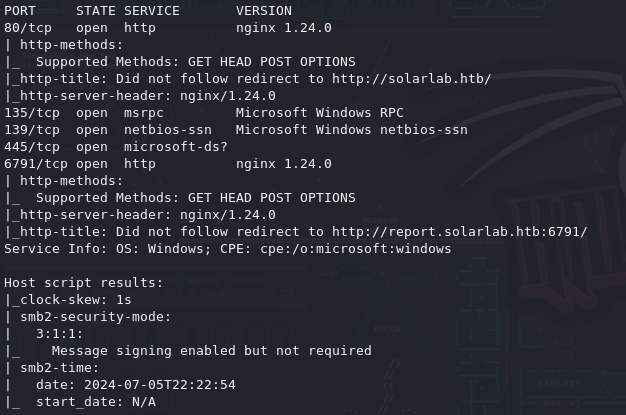 PORT     STATE SERVICE       VERSION
80/tcp   open  http          nginx 1.24.0
| http-methods:
|_  Supported Methods: GET HEAD POST OPTIONS
|_http-title: Did not follow redirect to http://solarlab.htb/
|_http-server-header: nginx/1.24.0
135/tcp  open  msrpc         Microsoft Windows RPC
139/tcp  open  netbios-ssn   Microsoft Windows netbios-ssn
445/tcp  open  microsoft-ds?
6791/tcp open  http          nginx 1.24.0
| http-methods:
|_  Supported Methods: GET HEAD POST OPTIONS
|_http-server-header: nginx/1.24.0
|_http-title: Did not follow redirect to http://report.solarlab.htb:6791/
Service Info: OS: Windows; CPE: cpe:/o:microsoft:windows

Host script results:
|_clock-skew: 1s
| smb2-security-mode:
|   3:1:1:
|_    Message signing enabled but not required
| smb2-time:
|   date: 2024-07-05T22:22:54
|_  start_date: N/A